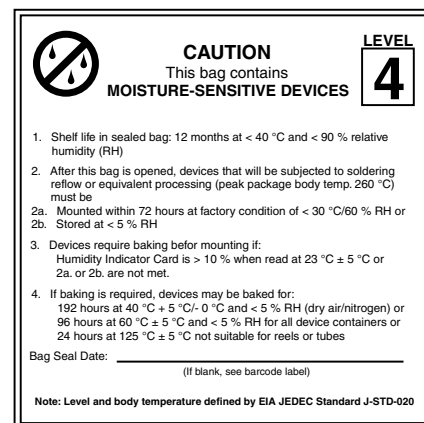 CAUTION
This bag contains
MOISTURE-SENSITIVE DEVICES
LEVEL
4
1. Shelf life in sealed bag: 12 months at < 40 °C and < 90 % relative
humidity (RH)
2. After this bag is opened, devices that will be subjected to soldering
reflow or equivalent processing (peak package body temp. 260 °C)
must be
2a. Mounted within 72 hours at factory condition of < 30 °C/60 % RH or
2b. Stored at < 5 % RH
3. Devices require baking befor mounting if:
Humidity Indicator Card is > 10 % when read at 23 °C ± 5 °C or
2a. or 2b. are not met.
4. If baking is required, devices may be baked for:
192 hours at 40 °C + 5 °C/- 0 °C and < 5 % RH (dry air/nitrogen) or
96 hours at 60 °C ± 5 °C and < 5 % RH for all device containers or
24 hours at 125 °C ± 5 °C not suitable for reels or tubes
Bag Seal Date:
(If blank, see barcode label)
Note: Level and body temperature defined by EIA JEDEC Standard J-STD-020